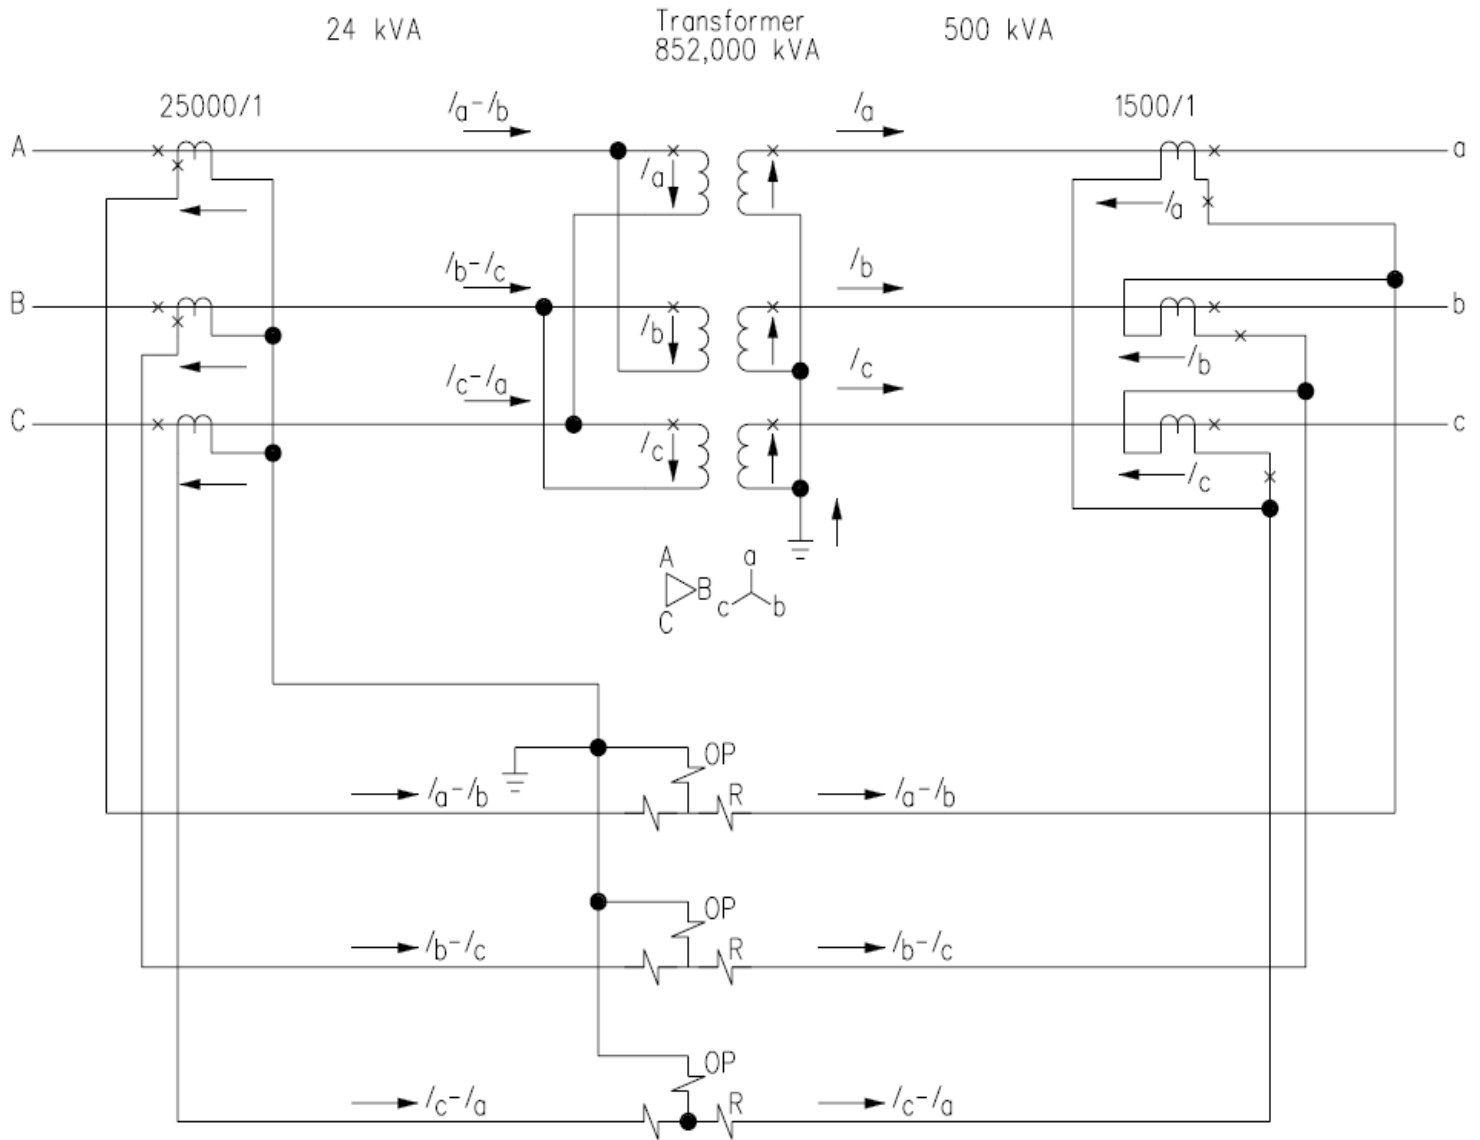 24 kVA
Transformer
852,000 kVA
500 kVA
25000/1
Ia-Ib
Ia
1500/1
A
a
Ia
Ia
Ib-Ic
Ib
B
b
Ib
Ib
Ic-Ia
Ic
C
c
Ic
Ic
A
B
C
a
c
b
OP
Ia-Ib
R
Ia-Ib
OP
Ib-Ic
R
Ib-Ic
OP
Ic-Ia
R
Ic-Ia